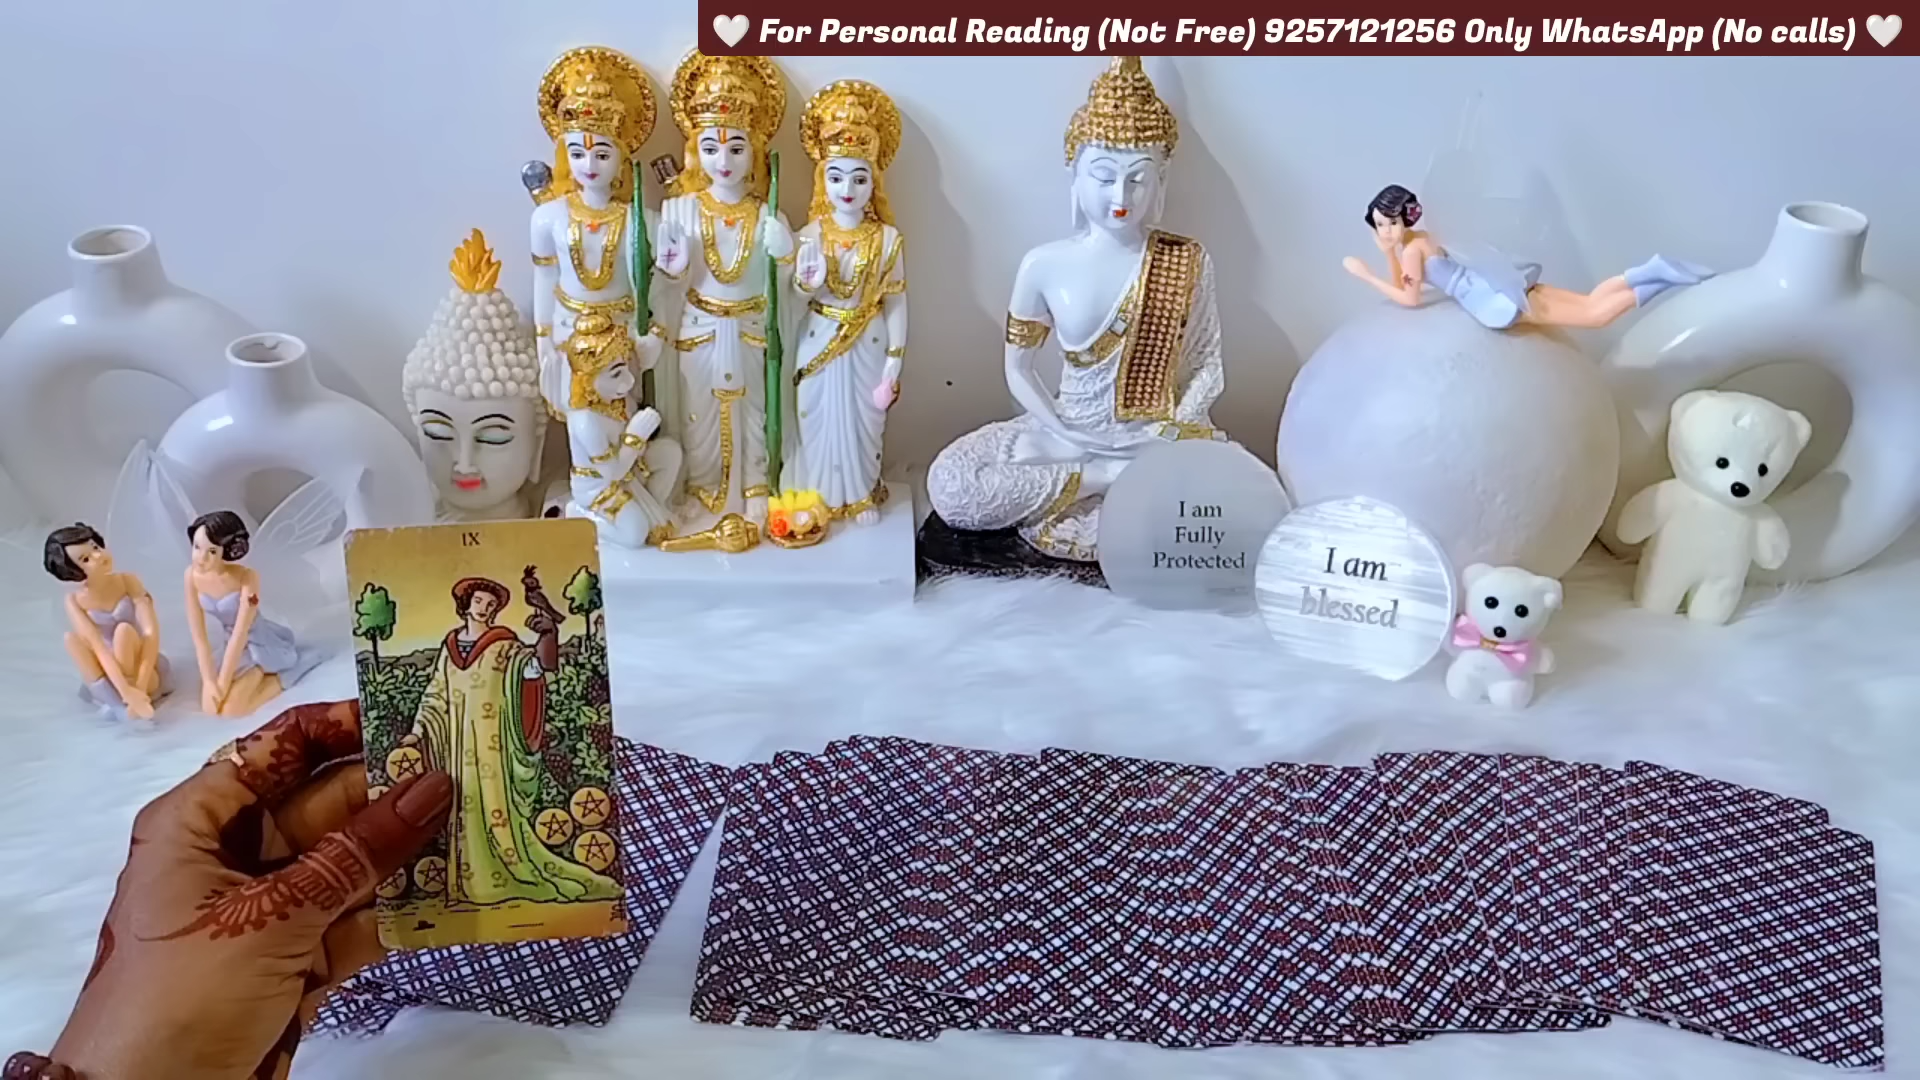 🤍 For Personal Reading (Not Free) 9257121256 Only WhatsApp (No calls) 🤍
IX
I am
Fully
Protected
I am
blessed